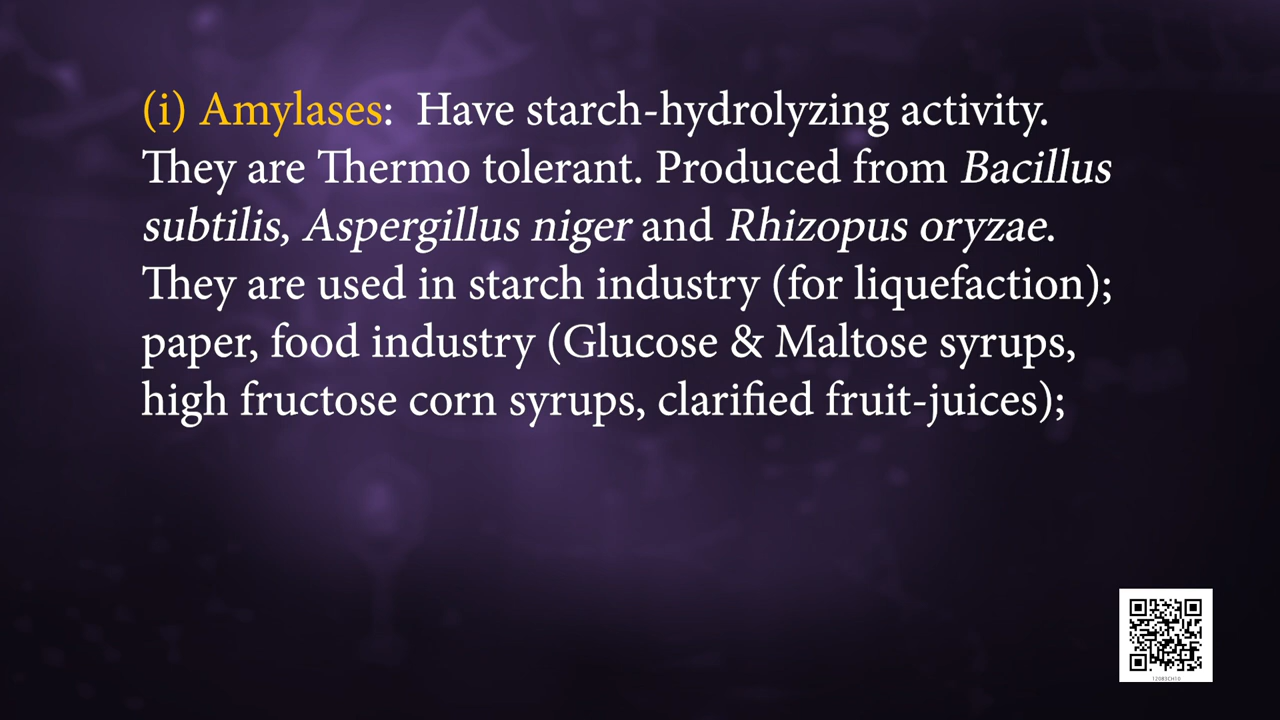 (i) Amylases: Have starch-hydrolyzing activity.
They are Thermo tolerant. Produced from Bacillus
subtilis, Aspergillus niger and Rhizopus oryzae.
They are used in starch industry (for liquefaction);
paper, food industry (Glucose & Maltose syrups,
high fructose corn syrups, clarified fruit-juices);